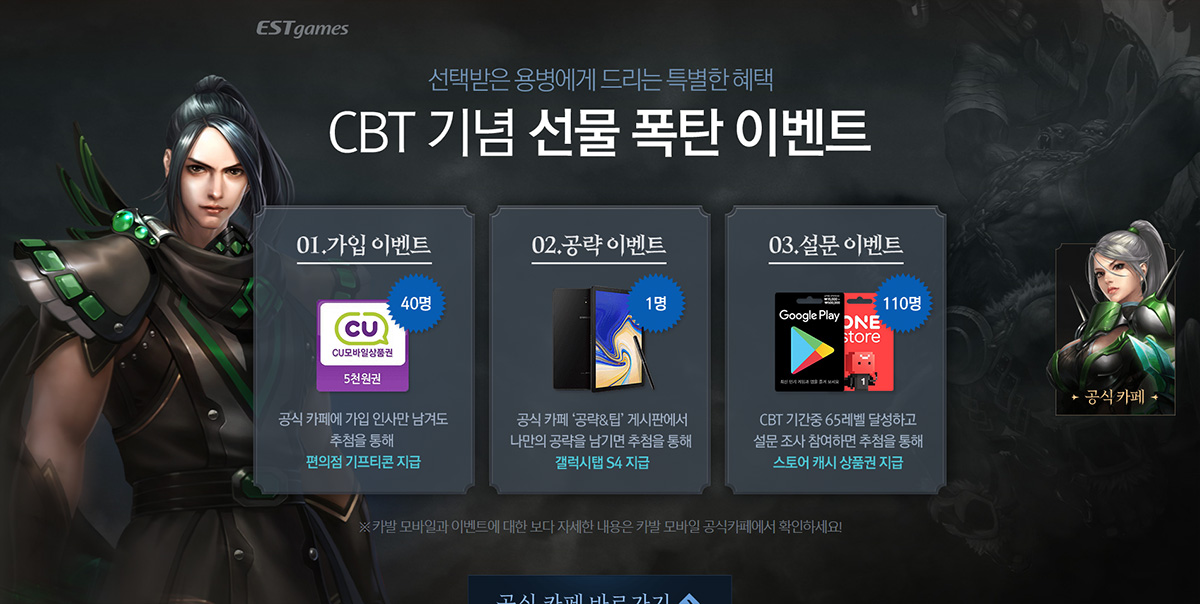 ESTgames
선택받은 용병에게 드리는 특별한 혜택
CBT 기념 선물 폭탄 이벤트
01.가입 이벤트
40명
CU
CU모바일상품권
5천원권
공식 카페에 가입 인사만 남겨도
추첨을 통해
편의점 기프티콘 지급
02.공략 이벤트
1명
공식 카페 '공략&팁' 게시판에서
나만의 공략을 남기면 추첨을 통해
갤럭시탭 S4 지급
03.설문 이벤트
110명
Google Play
ONE
store
1
CBT 기간중 65레벨 달성하고
설문 조사 참여하면 추첨을 통해
스토어 캐시 상품권 지급
공식 카페
※ 카발 모바일과 이벤트에 대한 보다 자세한 내용은 카발 모바일 공식카페에서 확인하세요!
공식 카페 바로가기